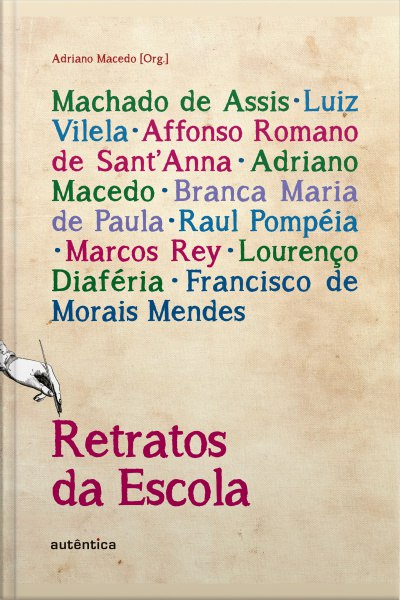 Adriano Macedo [Org.]
Machado de Assis · Luiz
Vilela · Affonso Romano
de Sant'Anna · Adriano
Macedo · Branca Maria
de Paula · Raul Pompéia
· Marcos Rey · Lourenço
Diaféria · Francisco de
Morais Mendes
Retratos
da Escola
autêntica